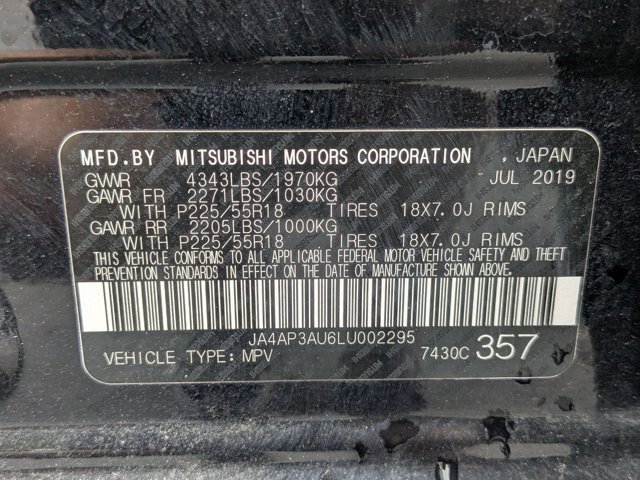 MFD.BY MITSUBISHI MOTORS CORPORATION , JAPAN
GVWR 4343LBS/1970KG JUL 2019
GAWR FR 2271LBS/1030KG
WITH P225/55R18 TIRES 18X7.0J RIMS
GAWR RR 2205LBS/1000KG
WITH P225/55R18 TIRES 18X7.0J RIMS
THIS VEHICLE CONFORMS TO ALL APPLICABLE FEDERAL MOTOR VEHICLE SAFETY AND THEFT
PREVENTION STANDARDS IN EFFECT ON THE DATE OF MANUFACTURE SHOWN ABOVE.
JA4AP3AU6LU002295
VEHICLE TYPE: MPV 7430C 357